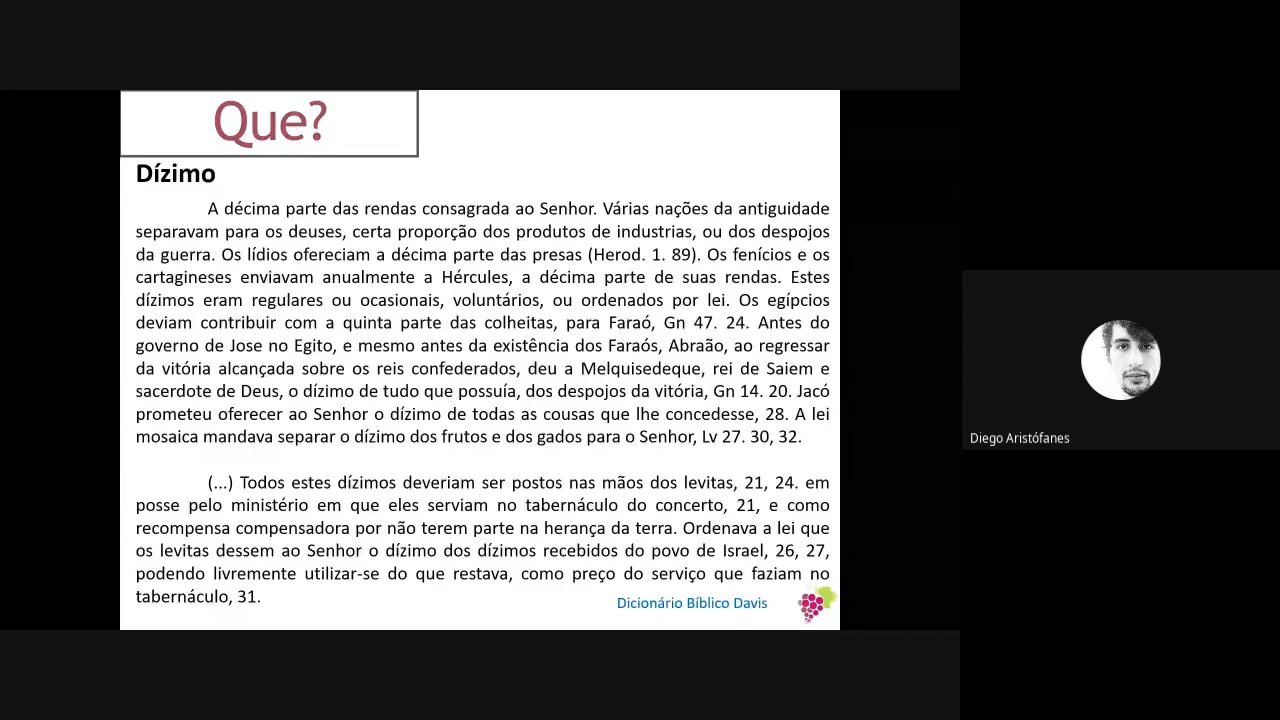 Que?
Dízimo
A décima parte das rendas consagrada ao Senhor. Várias nações da antiguidade
separavam para os deuses, certa proporção dos produtos de industrias, ou dos despojos
da guerra. Os lídios ofereciam a décima parte das presas (Herod. 1. 89). Os fenícios e os
cartagineses enviavam anualmente a Hércules, a décima parte de suas rendas. Estes
dízimos eram regulares ou ocasionais, voluntários, ou ordenados por lei. Os egípcios
deviam contribuir com a quinta parte das colheitas, para Faraó, Gn 47. 24. Antes do
governo de Jose no Egito, e mesmo antes da existência dos Faraós, Abraão, ao regressar
da vitória alcançada sobre os reis confederados, deu a Melquisedeque, rei de Saiem e
sacerdote de Deus, o dízimo de tudo que possuía, dos despojos da vitória, Gn 14. 20. Jacó
prometeu oferecer ao Senhor o dízimo de todas as cousas que lhe concedesse, 28. A lei
mosaica mandava separar o dízimo dos frutos e dos gados para o Senhor, Lv 27. 30, 32.
(...) Todos estes dízimos deveriam ser postos nas mãos dos levitas, 21, 24. em
posse pelo ministério em que eles serviam no tabernáculo do concerto, 21, e como
recompensa compensadora por não terem parte na herança da terra. Ordenava a lei que
os levitas dessem ao Senhor o dízimo dos dízimos recebidos do povo de Israel, 26, 27,
podendo livremente utilizar-se do que restava, como preço do serviço que faziam no
tabernáculo, 31.
Dicionário Bíblico Davis
Diego Aristófanes